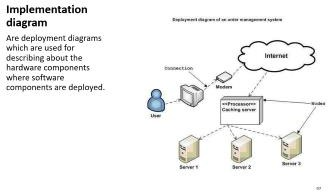 Implementation
diagram
Are deployment diagrams
which are used for
describing about the
hardware components
where software
components are deployed.
Deployment diagram of an order management system
Internet
Connection
Modem
User
<<Processor>>
Caching server
Nodes
Server 1
Server 2
Server 3